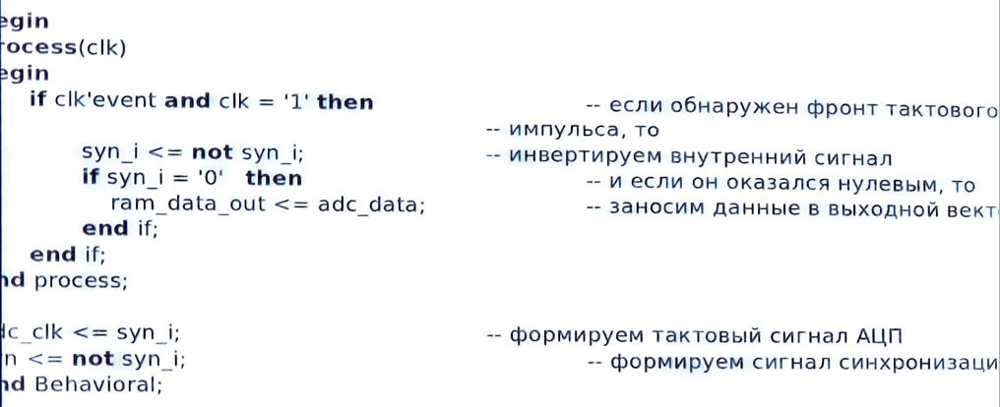 egin
rocess(clk)
egin
if clk'event and clk = '1' then -- если обнаружен фронт тактового
-- импульса, то
syn_i <= not syn_i; -- инвертируем внутренний сигнал
if syn_i = '0' then -- и если он оказался нулевым, то
ram_data_out <= adc_data; -- заносим данные в выходной вект
end if;
end if;
nd process;
dc_clk <= syn_i; -- формируем тактовый сигнал АЦП
n <= not syn_i; -- формируем сигнал синхронизаци
nd Behavioral;